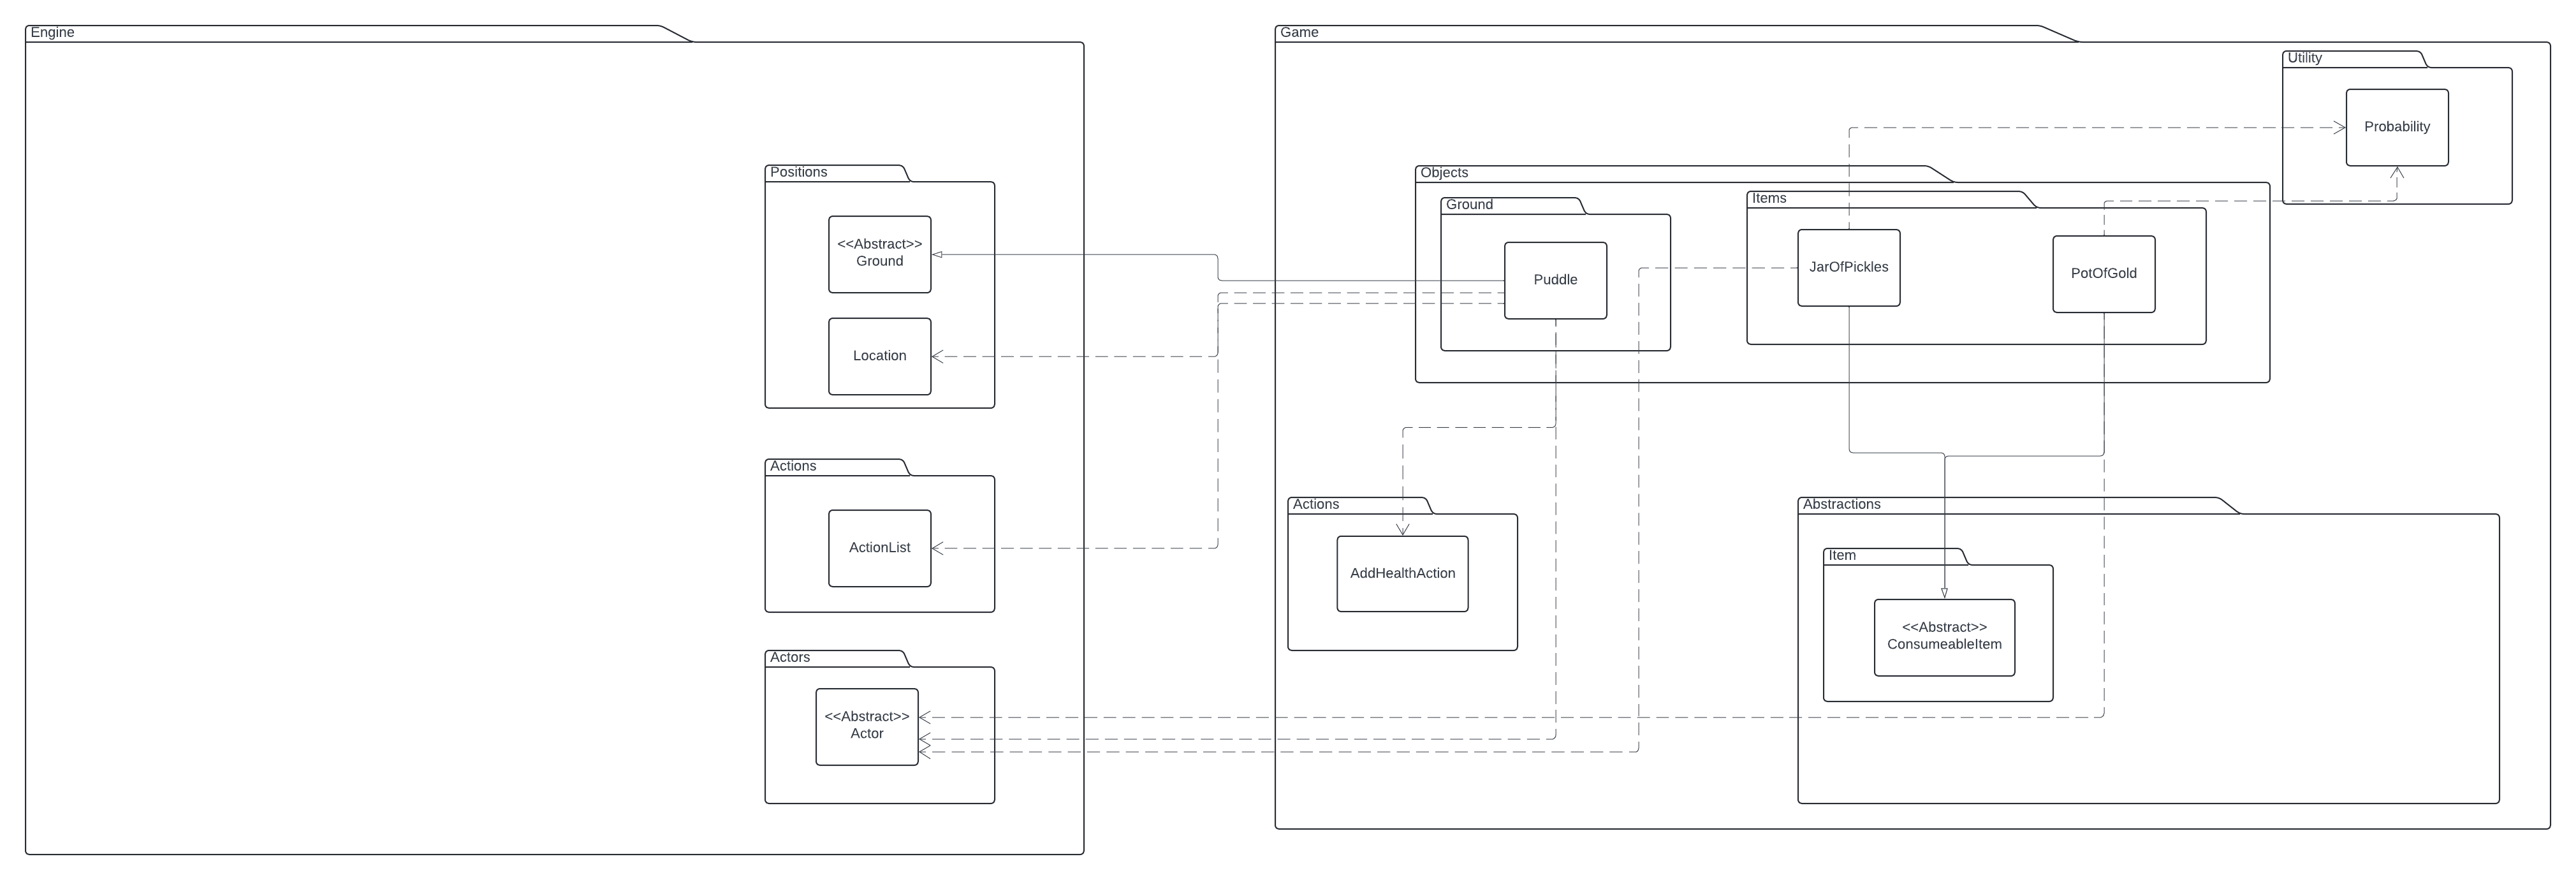 Engine
Game
Utility
Probability
Positions
<<Abstract>>
Ground
Location
Objects
Ground
Puddle
Items
JarOfPickles
PotOfGold
Actions
ActionList
Actions
AddHealthAction
Abstractions
Item
<<Abstract>>
ConsumeableItem
Actors
<<Abstract>>
Actor